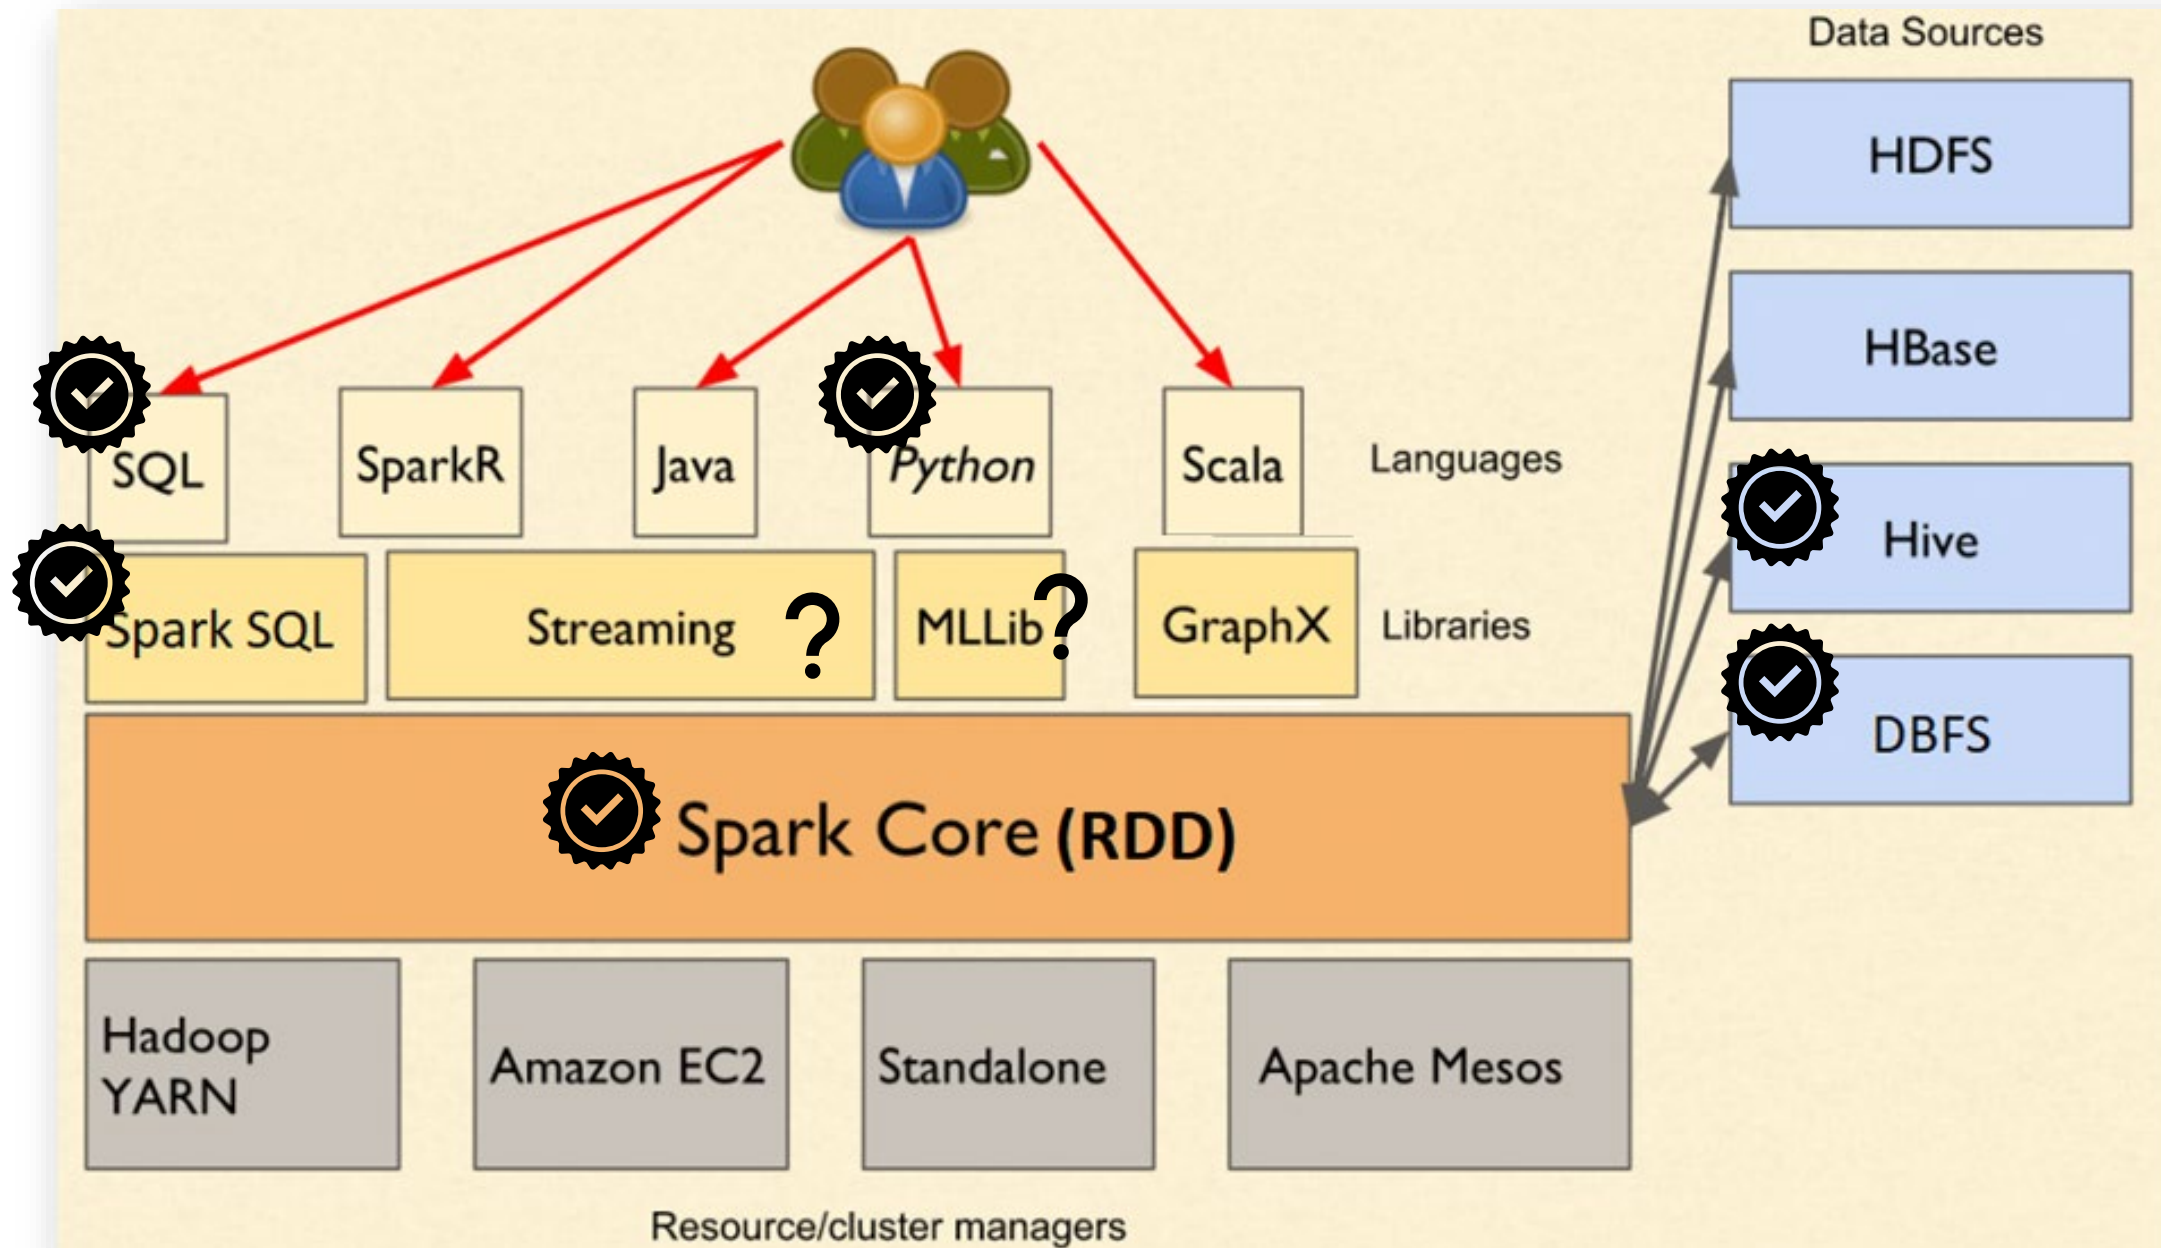 Data Sources
HDFS
HBase
Hive
DBFS
SQL
SparkR
Java
Python
Scala
Languages
Spark SQL
Streaming ?
MLLib ?
GraphX
Libraries
Spark Core (RDD)
Hadoop
YARN
Amazon EC2
Standalone
Apache Mesos
Resource/cluster managers